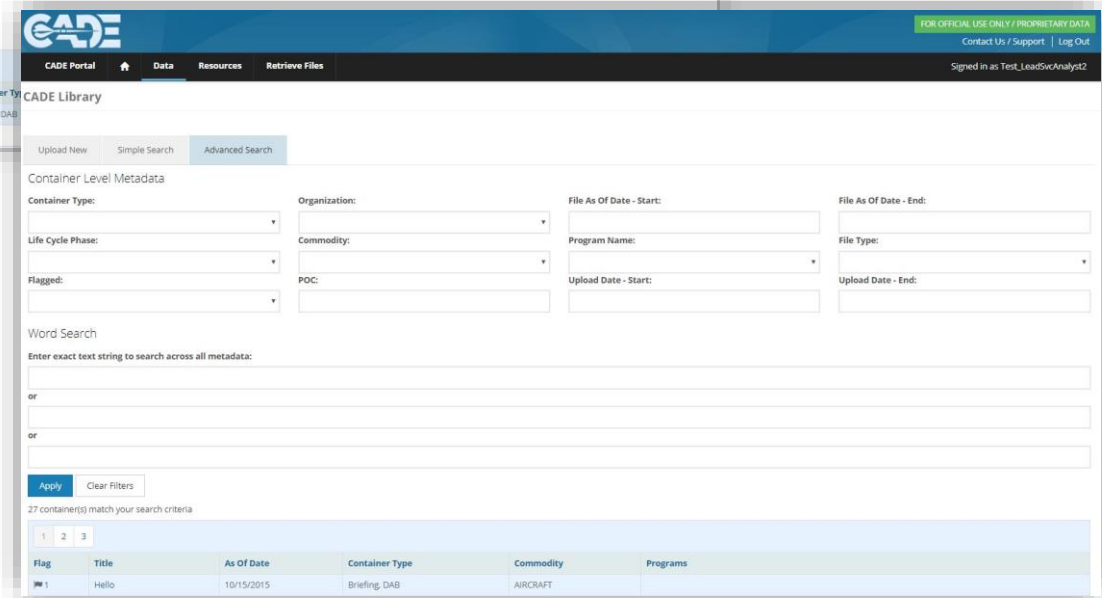 CADE
FOR OFFICIAL USE ONLY / PROPRIETARY DATA
Contact Us / Support | Log Out
CADE Portal Data Resources Retrieve Files Signed in as Test_LeadSvcAnalyst2
er Ty
CADE Library
DAB
Upload New Simple Search Advanced Search
Container Level Metadata
Container Type: Organization: File As Of Date - Start: File As Of Date - End:
Life Cycle Phase: Commodity: Program Name: File Type:
Flagged: POC: Upload Date - Start: Upload Date - End:
Word Search
Enter exact text string to search across all metadata:
or
or
Apply Clear Filters
27 container(s) match your search criteria
1 2 3
Flag Title As Of Date Container Type Commodity Programs
1 Hello 10/15/2015 Briefing, DAB AIRCRAFT